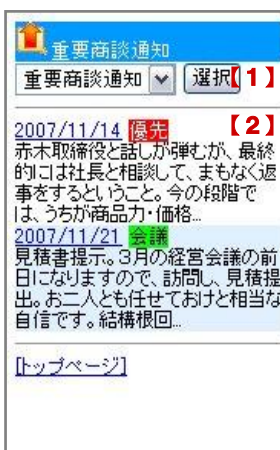 重要商談通知
重要商談通知 選択【1】
2007/11/14 優先 【2】
赤木取締役と話しが弾むが、最終
的には社長と相談して、まもなく返
事をするということ。今の段階で
は、うちが商品力・価格...
2007/11/21 会議
見積書提示。3月の経営会議の前
日になりますので、訪問し、見積提
出。お二人とも任せておけと相当な
自信です。結構根回...
[トップページ]